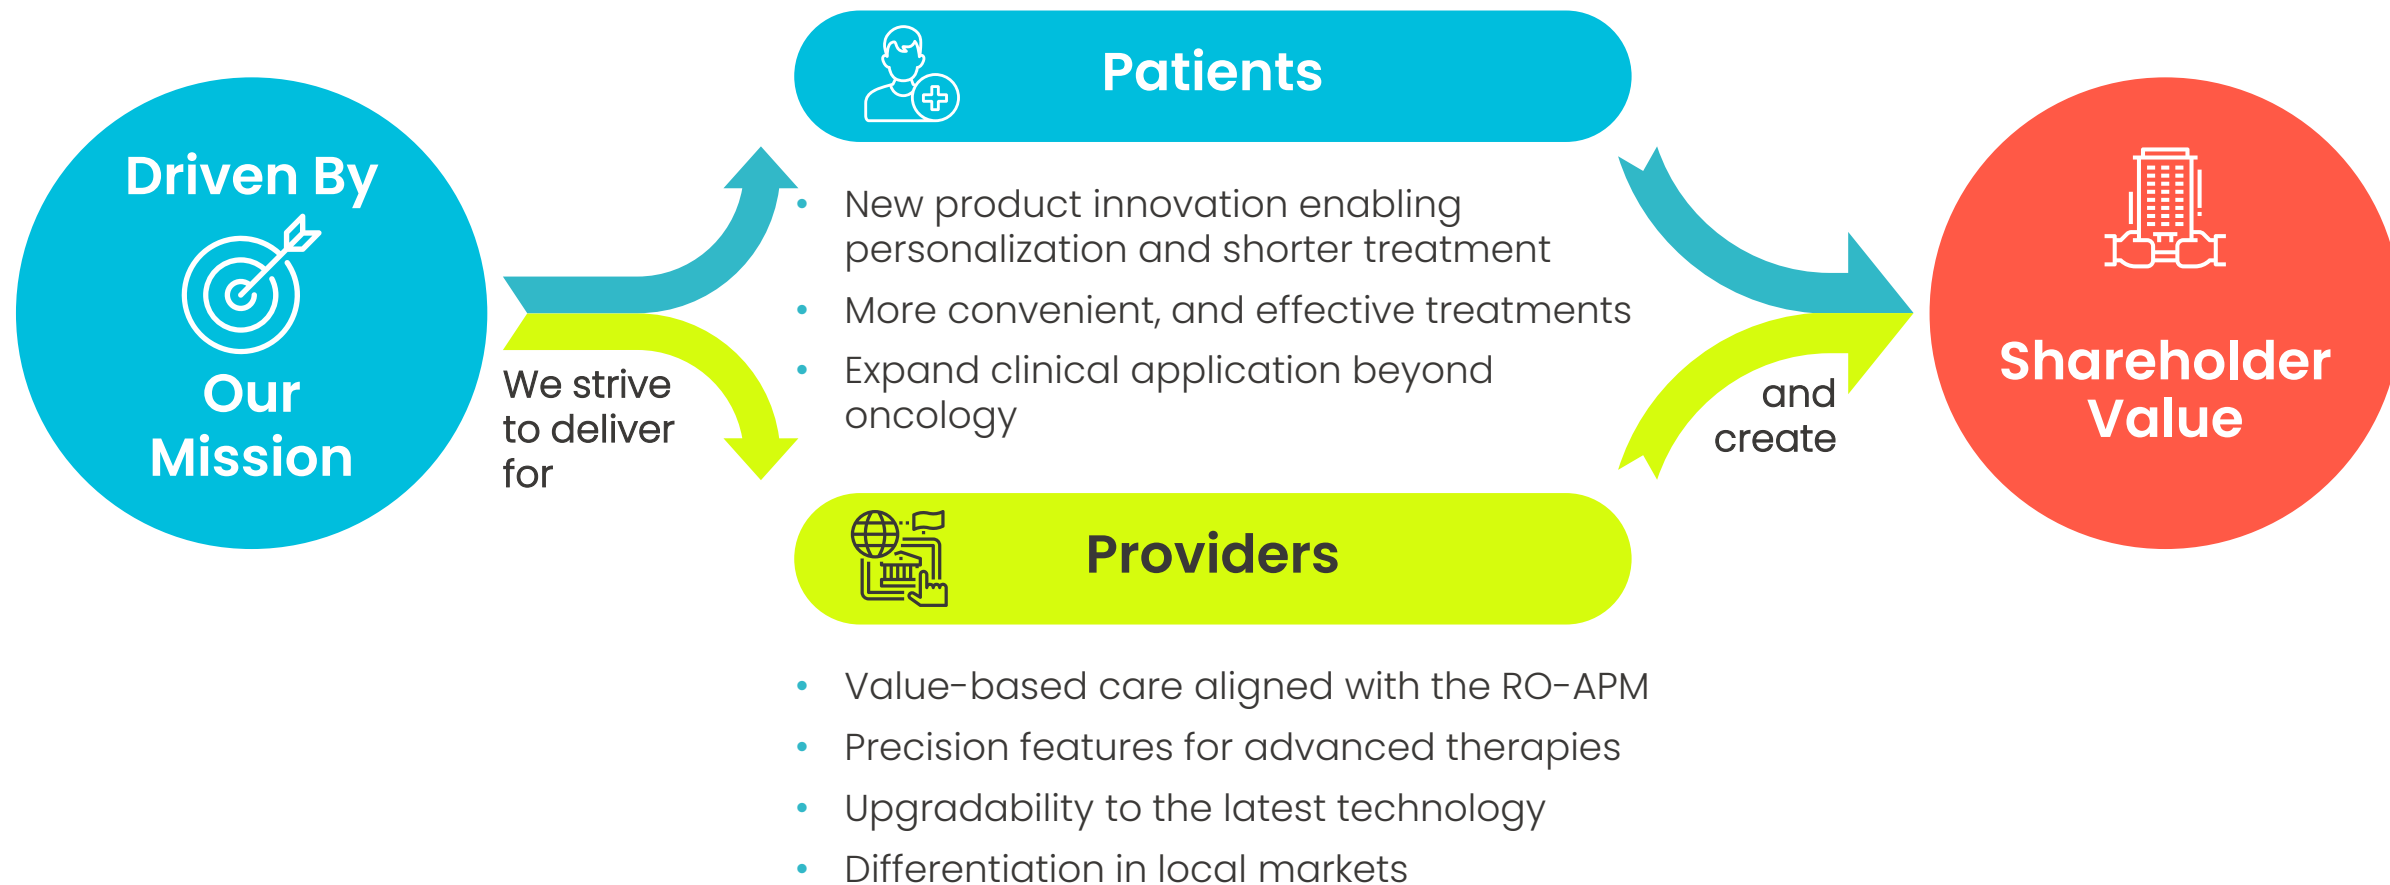 Driven By
Our
Mission
We strive
to deliver
for
Patients
• New product innovation enabling
personalization and shorter treatment
• More convenient, and effective treatments
• Expand clinical application beyond
oncology
Providers
• Value-based care aligned with the RO-APM
• Precision features for advanced therapies
• Upgradability to the latest technology
• Differentiation in local markets
and
create
Shareholder
Value